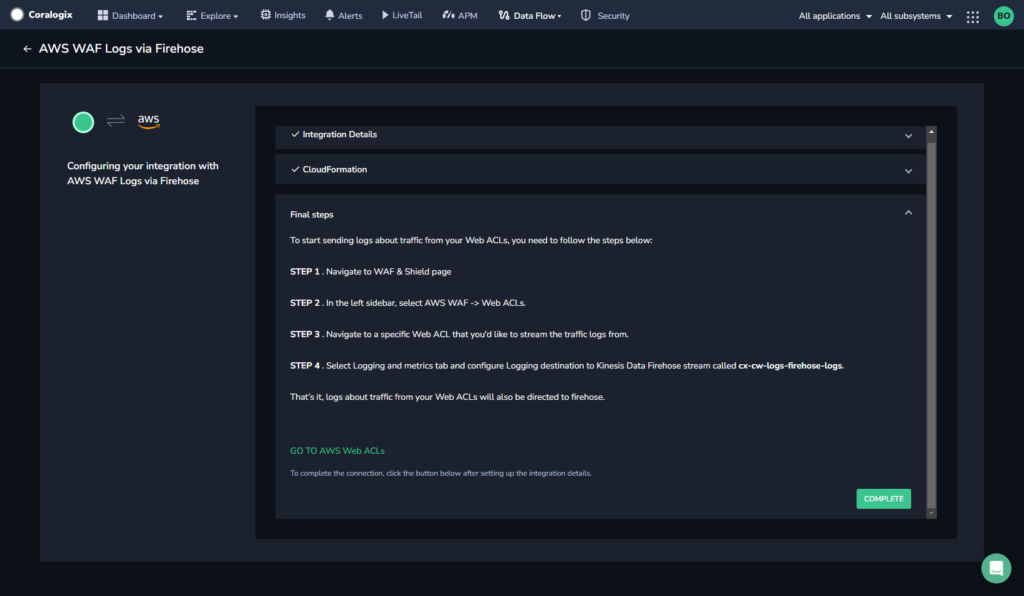 Coralogix Dashboard Explore Insights Alerts LiveTail APM Data Flow Security All applications All subsystems BO
AWS WAF Logs via Firehose
aws
Configuring your integration with
AWS WAF Logs via Firehose
Integration Details
CloudFormation
Final steps
To start sending logs about traffic from your Web ACLs, you need to follow the steps below:
STEP 1 . Navigate to WAF & Shield page
STEP 2 . In the left sidebar, select AWS WAF -> Web ACLs.
STEP 3 . Navigate to a specific Web ACL that you'd like to stream the traffic logs from.
STEP 4 . Select Logging and metrics tab and configure Logging destination to Kinesis Data Firehose stream called cx-cw-logs-firehose-logs.
That's it, logs about traffic from your Web ACLs will also be directed to firehose.
GO TO AWS Web ACLs
To complete the connection, click the button below after setting up the integration details.
COMPLETE